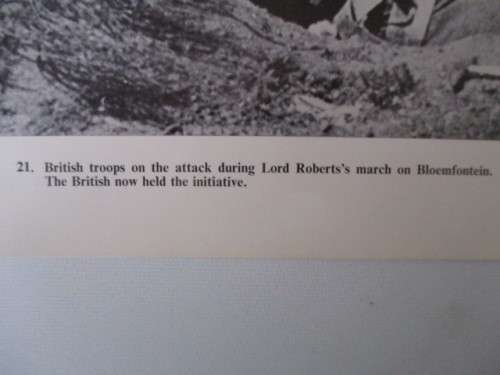 21. British troops on the attack during Lord Roberts's march on Bloemfontein.
The British now held the initiative.